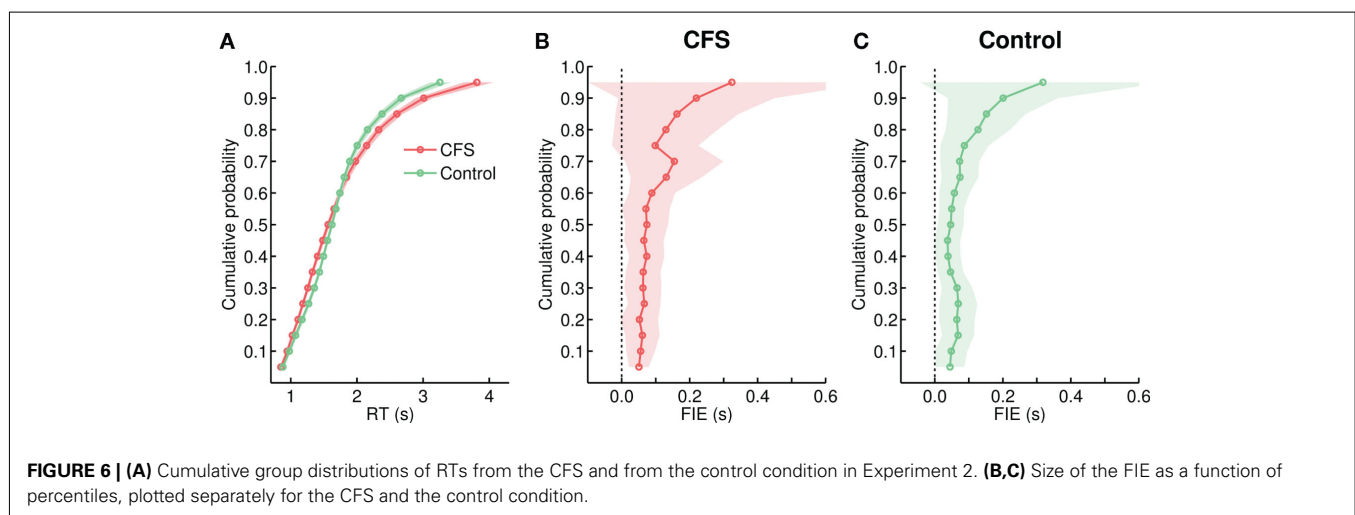 A
B
CFS
C
Control
1.0
0.9
0.8
0.7
0.6
0.5
0.4
0.3
0.2
0.1
Cumulative probability
CFS
Control
1
2
3
4
RT (s)
1.0
0.9
0.8
0.7
0.6
0.5
0.4
0.3
0.2
0.1
Cumulative probability
0.0
0.2
0.4
0.6
FIE (s)
1.0
0.9
0.8
0.7
0.6
0.5
0.4
0.3
0.2
0.1
Cumulative probability
0.0
0.2
0.4
0.6
FIE (s)
FIGURE 6 | (A) Cumulative group distributions of RTs from the CFS and from the control condition in Experiment 2. (B,C) Size of the FIE as a function of
percentiles, plotted separately for the CFS and the control condition.